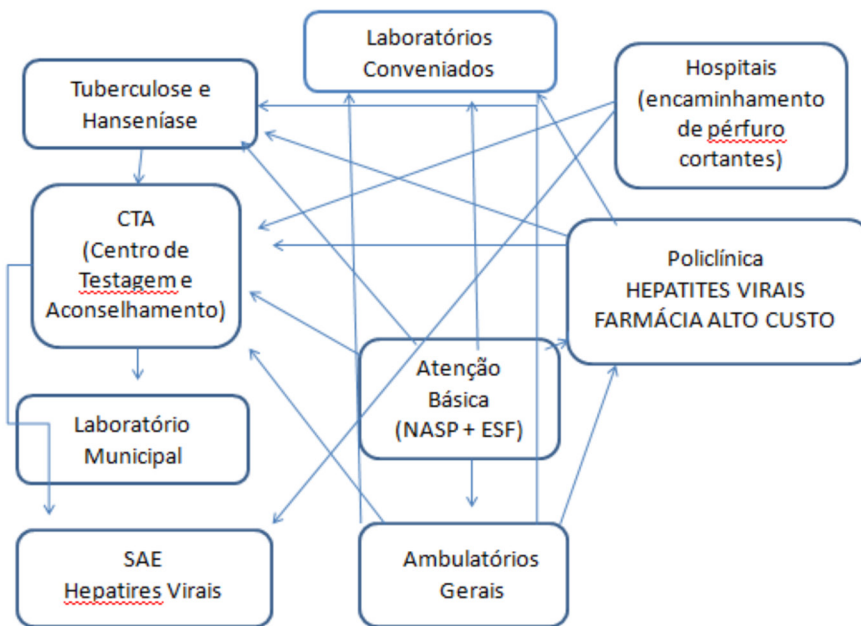 Laboratórios
Conveniados
Tuberculose e
Hanseníase
Hospitais
(encaminhamento
de pérfuro
cortantes)
CTA
(Centro de
Testagem e
Aconselhamento)
Policlínica
HEPATITES VIRAIS
FARMÁCIA ALTO CUSTO
Atenção
Básica
(NASP + ESF)
Laboratório
Municipal
SAE
Hepatires Virais
Ambulatórios
Gerais